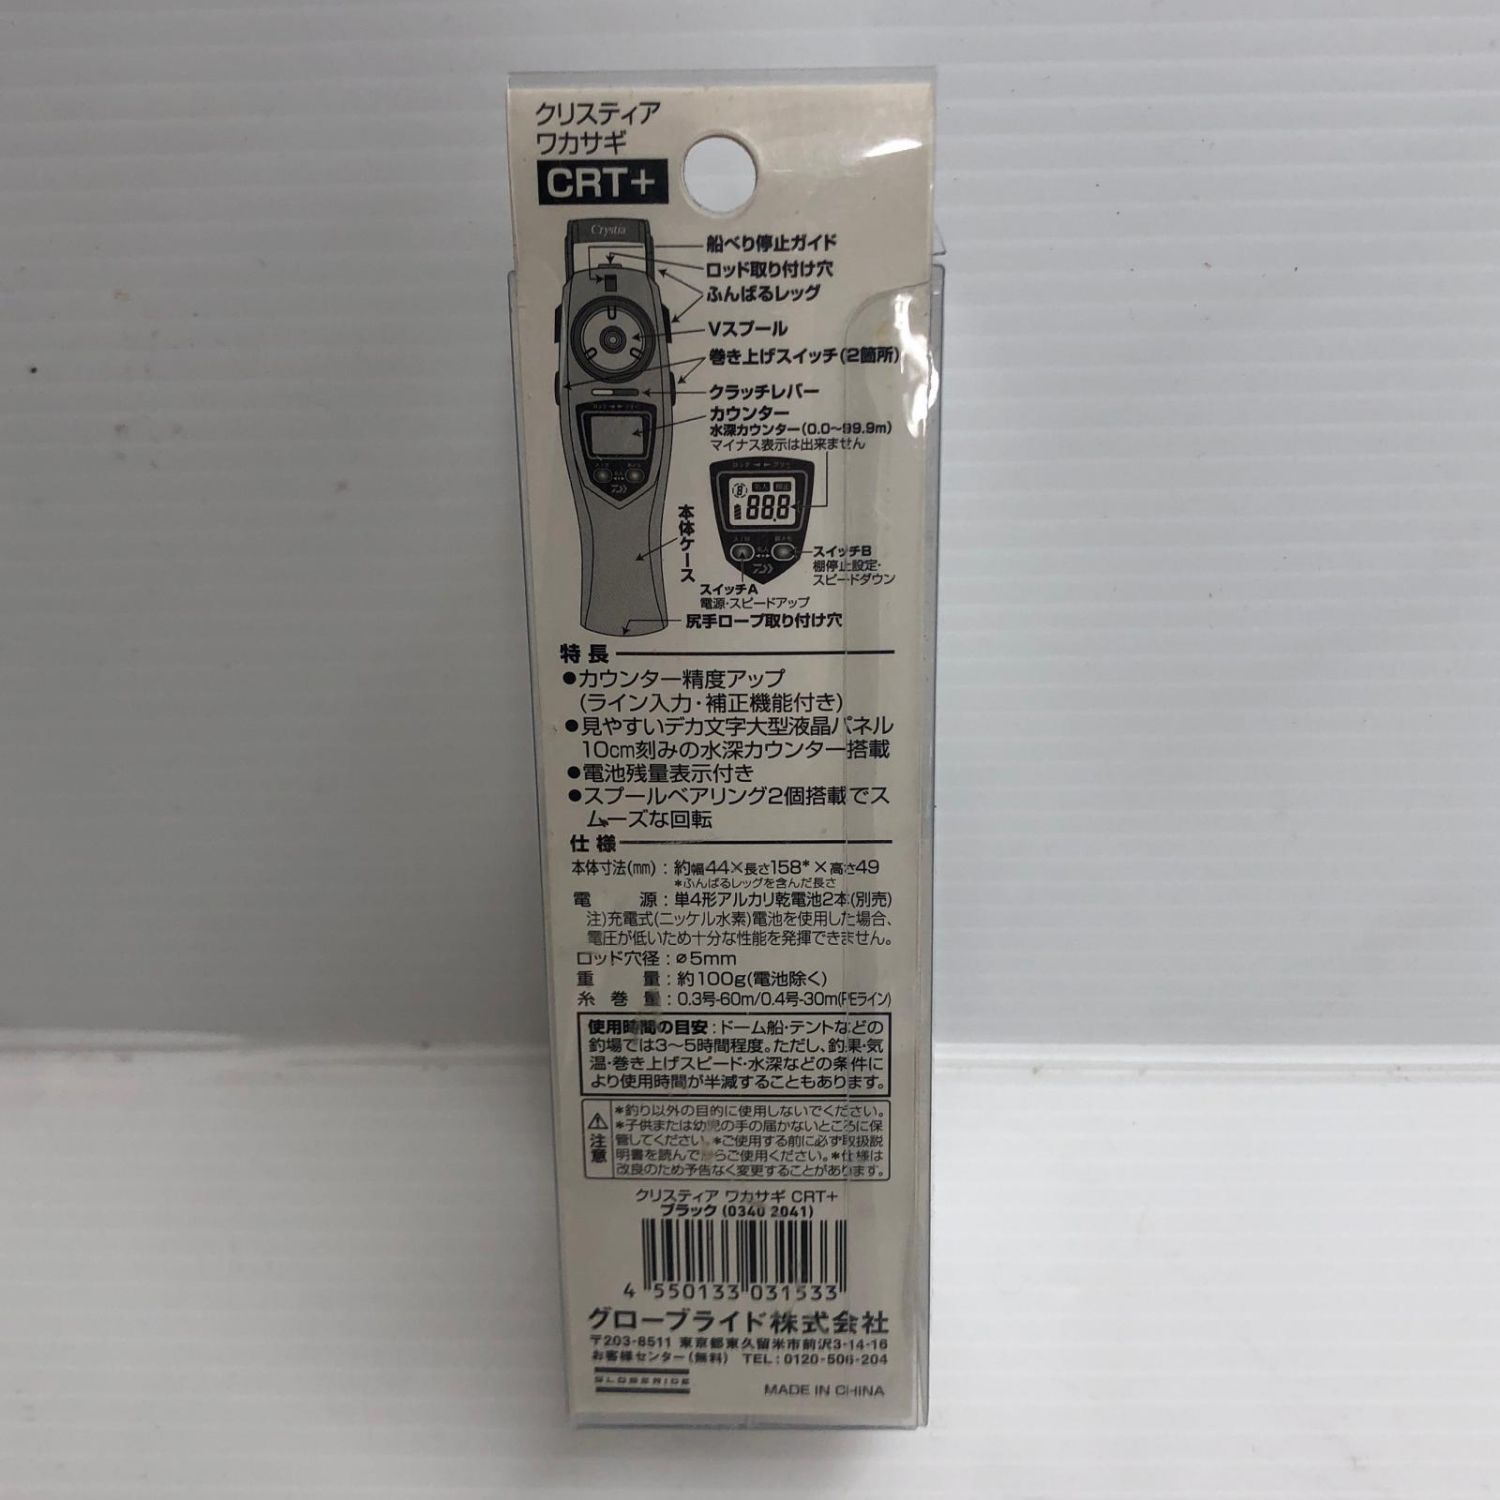 クリスティア
ワカサギ
CRT+
Crystia
船べり停止ガイド
ロッド取り付け穴
ふんばるレッグ
Vスプール
巻き上げスイッチ(2箇所)
クラッチレバー
カウンター
水深カウンター(0.0〜99.9m)
マイナス表示は出来ません
88.8
本体ケース
スイッチB
棚停止設定・
スピードダウン
スイッチA
電源・スピードアップ
尻手ロープ取り付け穴
特長
●カウンター精度アップ
(ライン入力・補正機能付き)
●見やすいデカ文字大型液晶パネル
10cm刻みの水深カウンター搭載
●電池残量表示付き
●スプールベアリング2個搭載でス
ムーズな回転
仕様
本体寸法(mm)：約幅44×長さ158*×高さ49
*ふんばるレッグを含んだ長さ
電源：単4形アルカリ乾電池2本(別売)
注)充電式(ニッケル水素)電池を使用した場合、
電圧が低いため十分な性能を発揮できません。
ロッド穴径：ø5mm
重量：約100g(電池除く)
糸巻量：0.3号-60m/0.4号-30m(PEライン)
使用時間の目安：ドーム船・テントなどの
釣場では3〜5時間程度。ただし、釣果・気
温・巻き上げスピード・水深などの条件に
より使用時間が半減することもあります。
⚠注意
*釣り以外の目的に使用しないでください。
*子供または幼児の手の届かないところに保
管してください。*ご使用する前に必ず取扱説
明書を読んでからご使用ください。*仕様は
改良のため予告なく変更することがあります。
クリスティア ワカサギ CRT+
ブラック (0340 2041)
4 550133 031533
グローブライド株式会社
〒203-8511 東京都東久留米市前沢3-14-16
お客様センター(無料) TEL：0120-506-204
GLOBERIDE
MADE IN CHINA